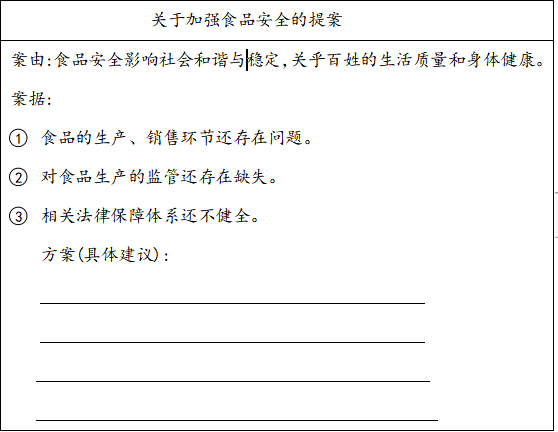 关于加强食品安全的提案
案由:食品安全影响社会和谐与稳定,关乎百姓的生活质量和身体健康。
案据:
① 食品的生产、销售环节还存在问题。
② 对食品生产的监管还存在缺失。
③ 相关法律保障体系还不健全。
方案(具体建议):